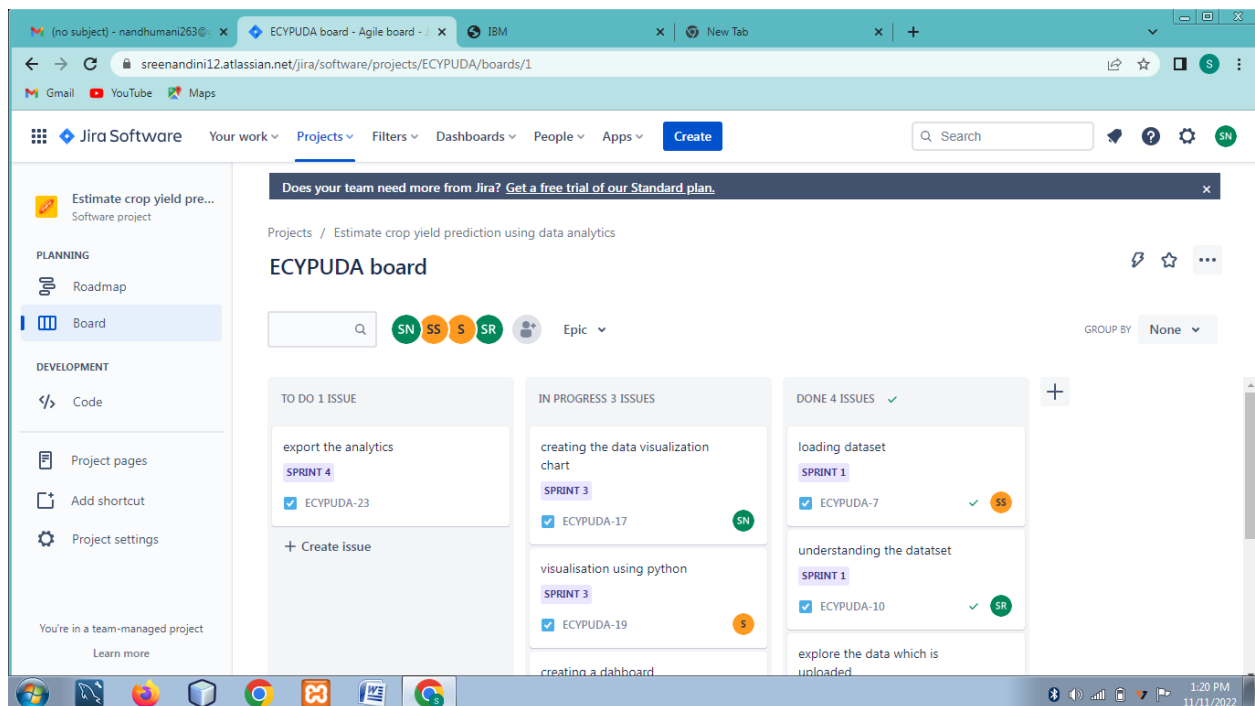 (no subject) - nandhumani263@g
ECYPUDA board - Agile board - J
IBM
New Tab
sreenandini12.atlassian.net/jira/software/projects/ECYPUDA/boards/1
S
Gmail
YouTube
Maps
Jira Software
Your work
Projects
Filters
Dashboards
People
Apps
Create
Search
SN
Estimate crop yield pre...
Software project
PLANNING
Roadmap
Board
DEVELOPMENT
Code
Project pages
Add shortcut
Project settings
You're in a team-managed project
Learn more
Does your team need more from Jira? Get a free trial of our Standard plan.
Projects / Estimate crop yield prediction using data analytics
ECYPUDA board
SN SS S SR
Epic
GROUP BY None
TO DO 1 ISSUE
export the analytics
SPRINT 4
ECYPUDA-23
+ Create issue
IN PROGRESS 3 ISSUES
creating the data visualization
chart
SPRINT 3
ECYPUDA-17
SN
visualisation using python
SPRINT 3
ECYPUDA-19
S
creating a dahboard
DONE 4 ISSUES
loading dataset
SPRINT 1
ECYPUDA-7
SS
understanding the datatset
SPRINT 1
ECYPUDA-10
SR
explore the data which is
uploaded
1:20 PM
11/11/2022